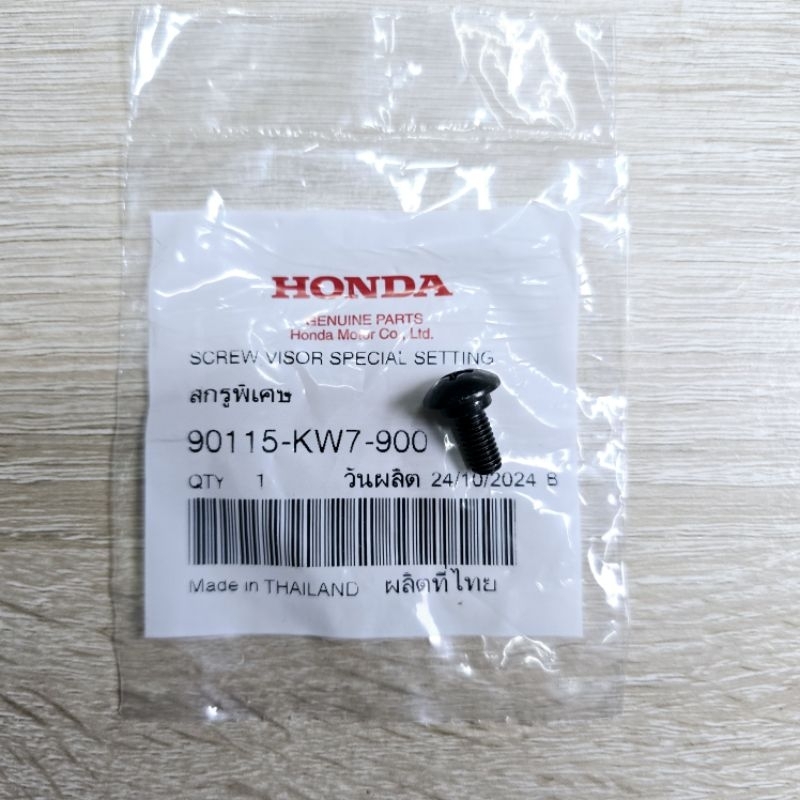 HONDA
GENUINE PARTS
Honda Motor Co., Ltd.
SCREW VISOR SPECIAL SETTING
สกรูพิเศษ
90115-KW7-900
QTY 1 วันผลิต 24/10/2024 B
Made in THAILAND ผลิตที่ไทย